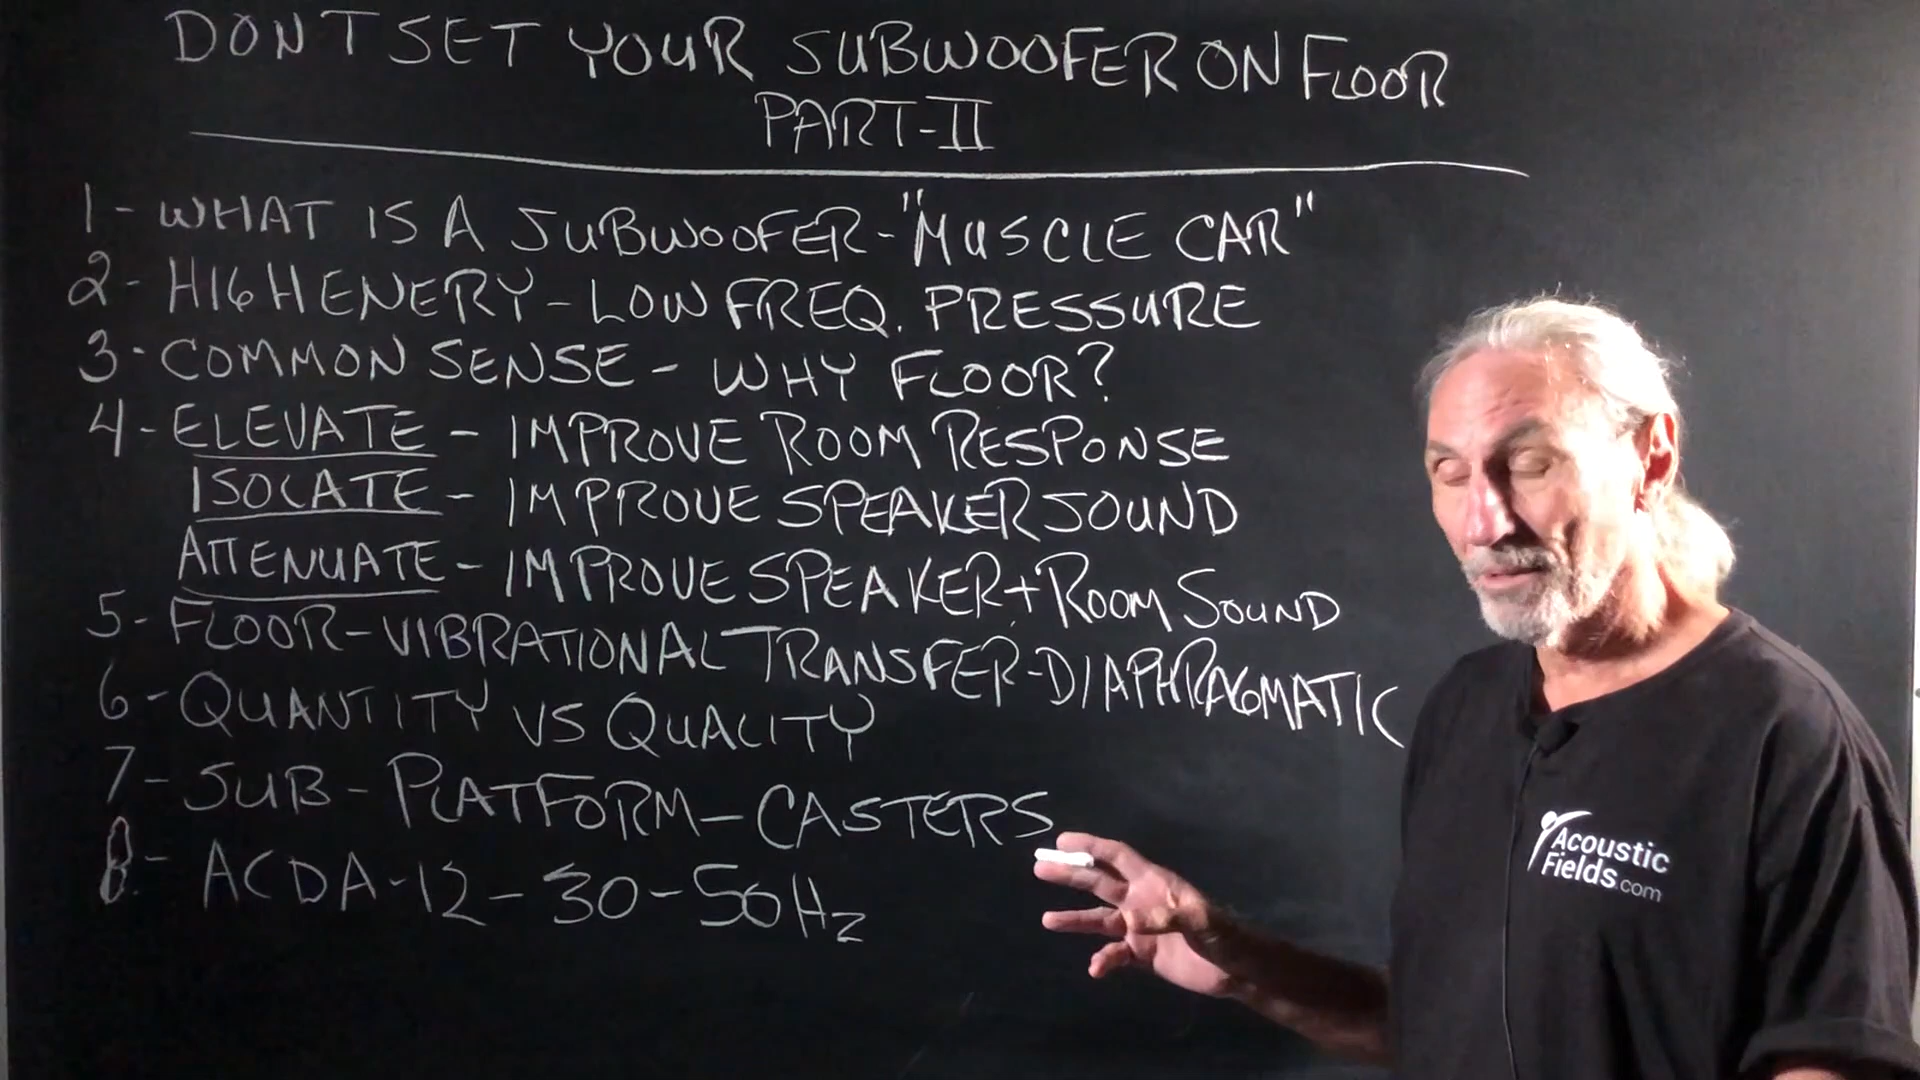 DONT SET YOUR SUBWOOFER ON FLOOR
PART-II
1 - WHAT IS A SUBWOOFER - "MUSCLE CAR"
2 - HIGH ENERY - LOW FREQ. PRESSURE
3 - COMMON SENSE - WHY FLOOR?
4 - ELEVATE - IMPROVE ROOM RESPONSE
ISOLATE - IMPROVE SPEAKER SOUND
ATTENUATE - IMPROVE SPEAKER + ROOM SOUND
5 - FLOOR - VIBRATIONAL TRANSFER - DIAPHRAGMATIC
6 - QUANTITY VS QUALITY
7 - SUB - PLATFORM - CASTERS
8 - ACDA-12 - 30 - 50Hz
Acoustic
Fields.com